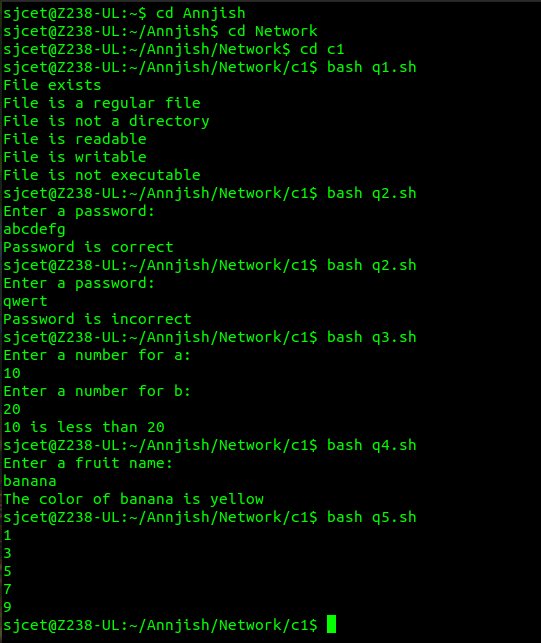 sjcet@Z238-UL:~$ cd Annjish
sjcet@Z238-UL:~/Annjish$ cd Network
sjcet@Z238-UL:~/Annjish/Network$ cd c1
sjcet@Z238-UL:~/Annjish/Network/c1$ bash q1.sh
File exists
File is a regular file
File is not a directory
File is readable
File is writable
File is not executable
sjcet@Z238-UL:~/Annjish/Network/c1$ bash q2.sh
Enter a password:
abcdefg
Password is correct
sjcet@Z238-UL:~/Annjish/Network/c1$ bash q2.sh
Enter a password:
qwert
Password is incorrect
sjcet@Z238-UL:~/Annjish/Network/c1$ bash q3.sh
Enter a number for a:
10
Enter a number for b:
20
10 is less than 20
sjcet@Z238-UL:~/Annjish/Network/c1$ bash q4.sh
Enter a fruit name:
banana
The color of banana is yellow
sjcet@Z238-UL:~/Annjish/Network/c1$ bash q5.sh
1
3
5
7
9
sjcet@Z238-UL:~/Annjish/Network/c1$